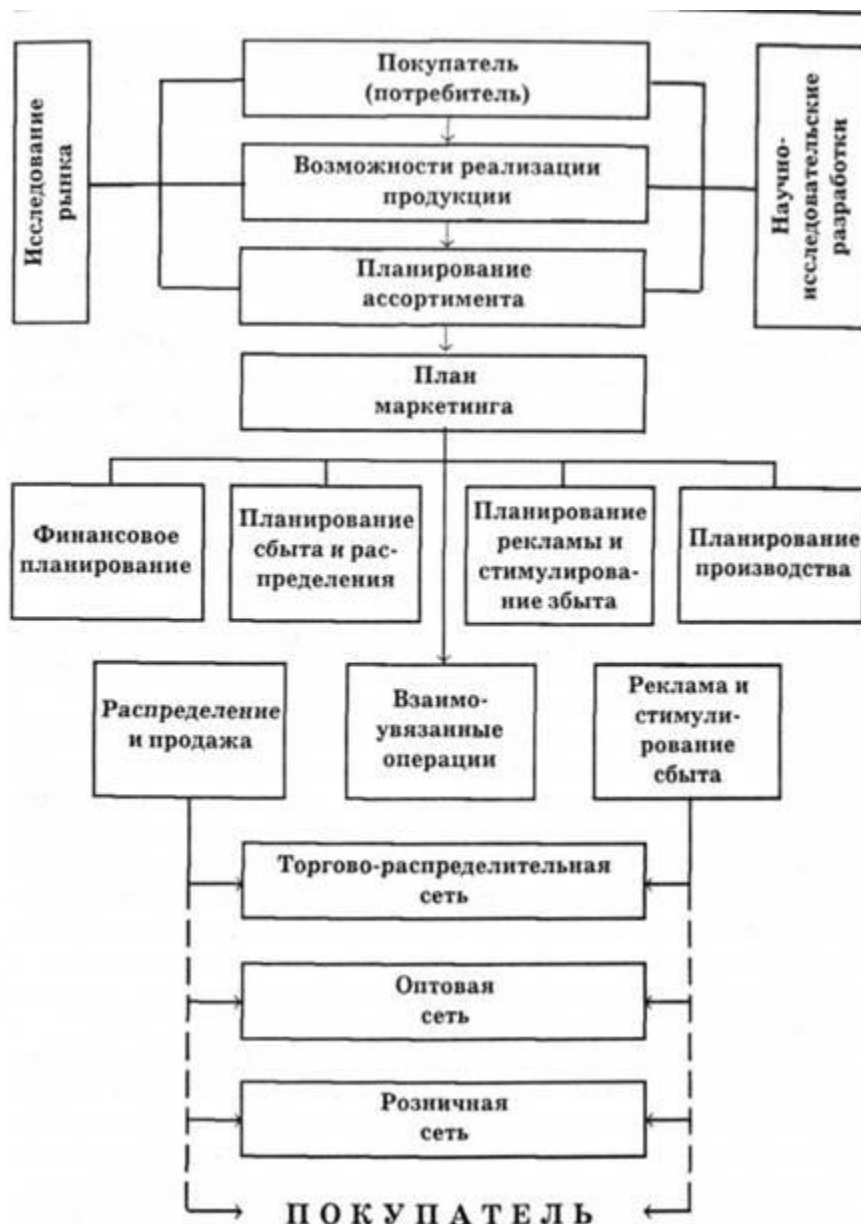 Покупатель
(потребитель)
Исследование
рынка
Возможности реализации
продукции
Научно-
исследовательские
разработки
Планирование
ассортимента
План
маркетинга
Финансовое
планирование
Планирование
сбыта и рас-
пределения
Планирование
рекламы и
стимулирова-
ние збыта
Планирование
производства
Распределение
и продажа
Взаимо-
увязанные
операции
Реклама и
стимули-
рование
сбыта
Торгово-распределительная
сеть
Оптовая
сеть
Розничная
сеть
ПОКУПАТЕЛЬ